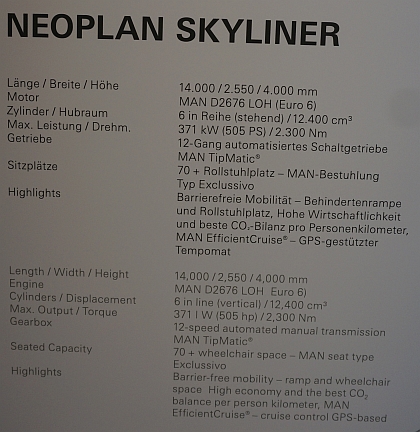 NEOPLAN SKYLINER
Länge / Breite / Höhe 14.000 / 2.550 / 4.000 mm
Motor MAN D2676 LOH (Euro 6)
Zylinder / Hubraum 6 in Reihe (stehend) / 12.400 cm³
Max. Leistung / Drehm. 371 kW (505 PS) / 2.300 Nm
Getriebe 12-Gang automatisiertes Schaltgetriebe
MAN TipMatic®
Sitzplätze 70 + Rollstuhlplatz – MAN-Bestuhlung
Typ Exclussivo
Highlights Barrierefreie Mobilität – Behindertenrampe
und Rollstuhlplatz, Hohe Wirtschaftlichkeit
und beste CO₂-Bilanz pro Personenkilometer,
MAN EfficientCruise® – GPS-gestützter
Tempomat
Length / Width / Height 14,000 / 2,550 / 4,000 mm
Engine MAN D2676 LOH Euro 6)
Cylinders / Displacement 6 in line (vertical) / 12,400 cm³
Max. Output / Torque 371 l W (505 hp) / 2,300 Nm
Gearbox 12-speed automated manual transmission
MAN TipMatic®
Seated Capacity 70 + wheelchair space – MAN seat type
Exclussivo
Highlights Barrier-free mobility – ramp and wheelchair
space High economy and the best CO₂
balance per person kilometer, MAN
EfficientCruise® – cruise control GPS-based